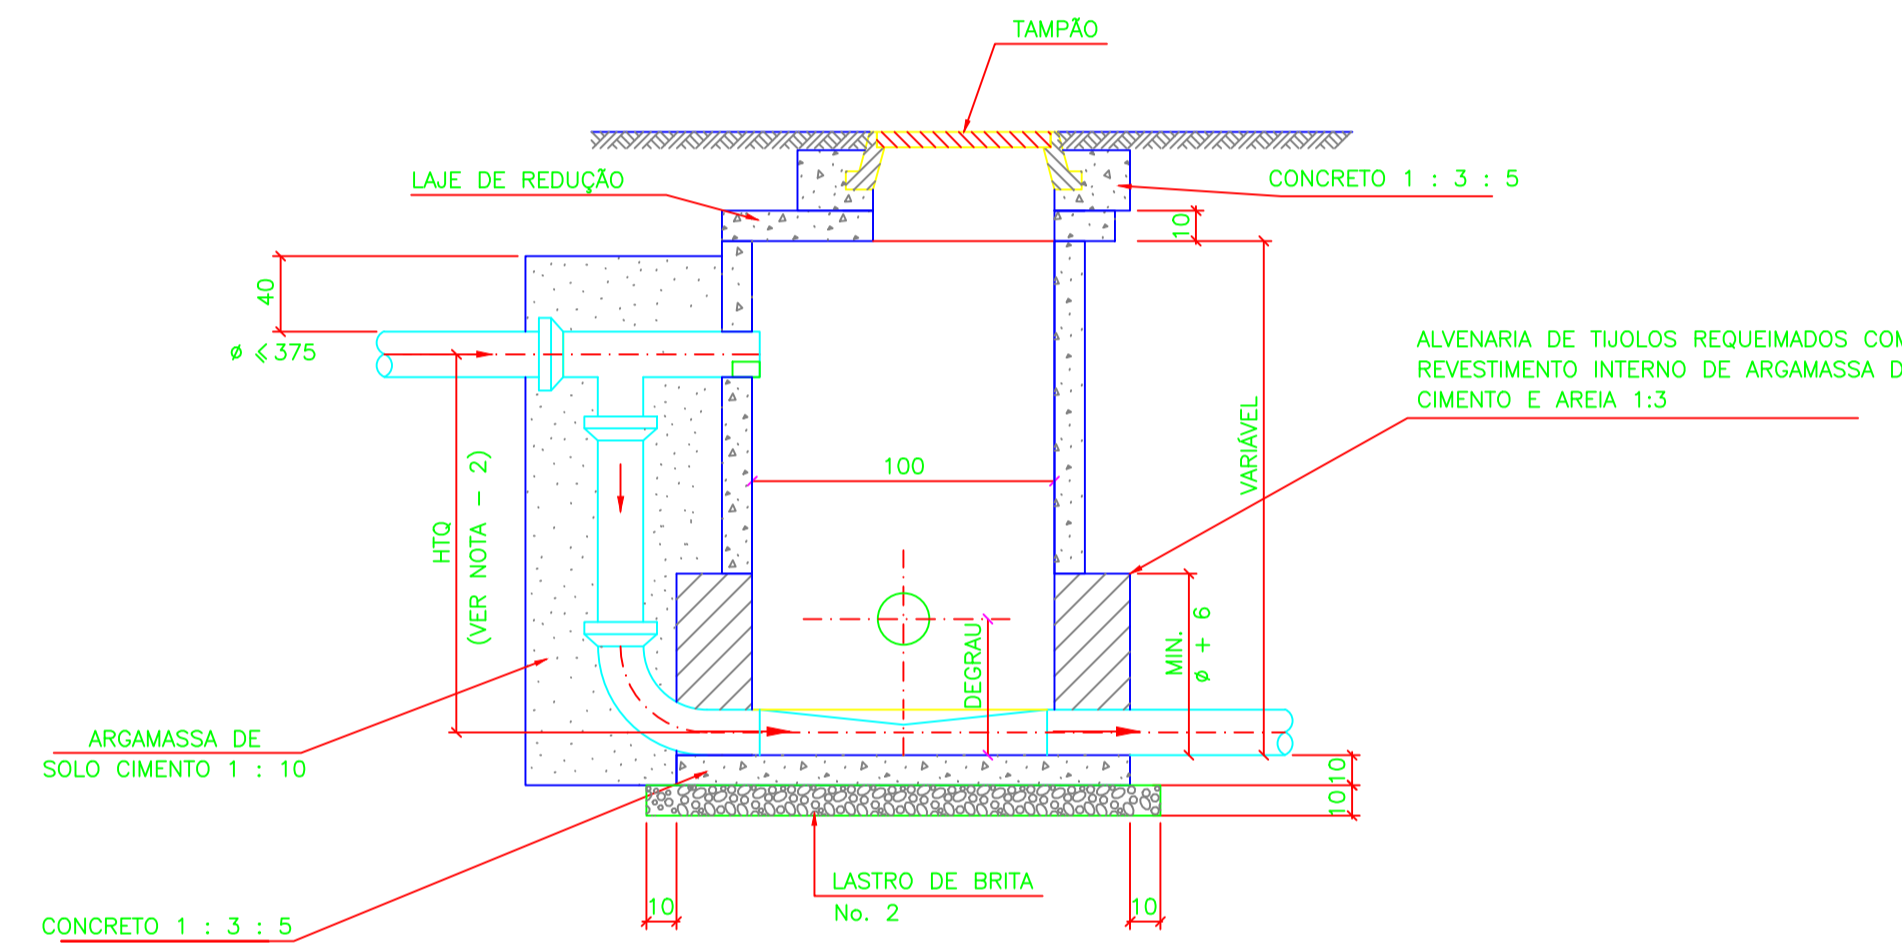 TAMPÃO
LAJE DE REDUÇÃO
CONCRETO 1 : 3 : 5
10
40
ø ≤ 375
ALVENARIA DE TIJOLOS REQUEIMADOS COM
REVESTIMENTO INTERNO DE ARGAMASSA D
CIMENTO E AREIA 1:3
VARIÁVEL
100
HTQ
(VER NOTA - 2)
DEGRAU
MIN.
ø + 6
ARGAMASSA DE
SOLO CIMENTO 1 : 10
10
10
LASTRO DE BRITA
No. 2
10
10
CONCRETO 1 : 3 : 5